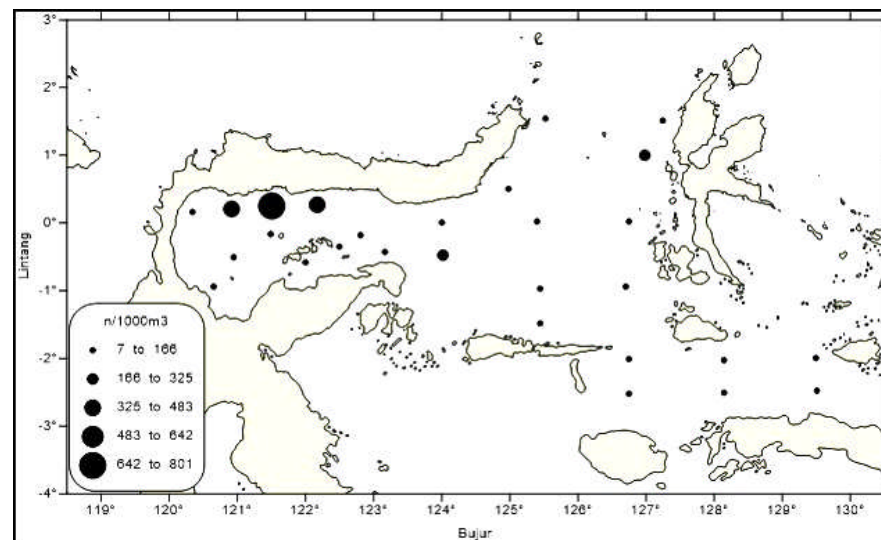 3°
2°
1°
0°
-1°
-2°
-3°
-4°
Lintang
n/1000m3
7 to 166
166 to 325
325 to 483
483 to 642
642 to 801
119° 120° 121° 122° 123° 124° 125° 126° 127° 128° 129° 130°
Bujur